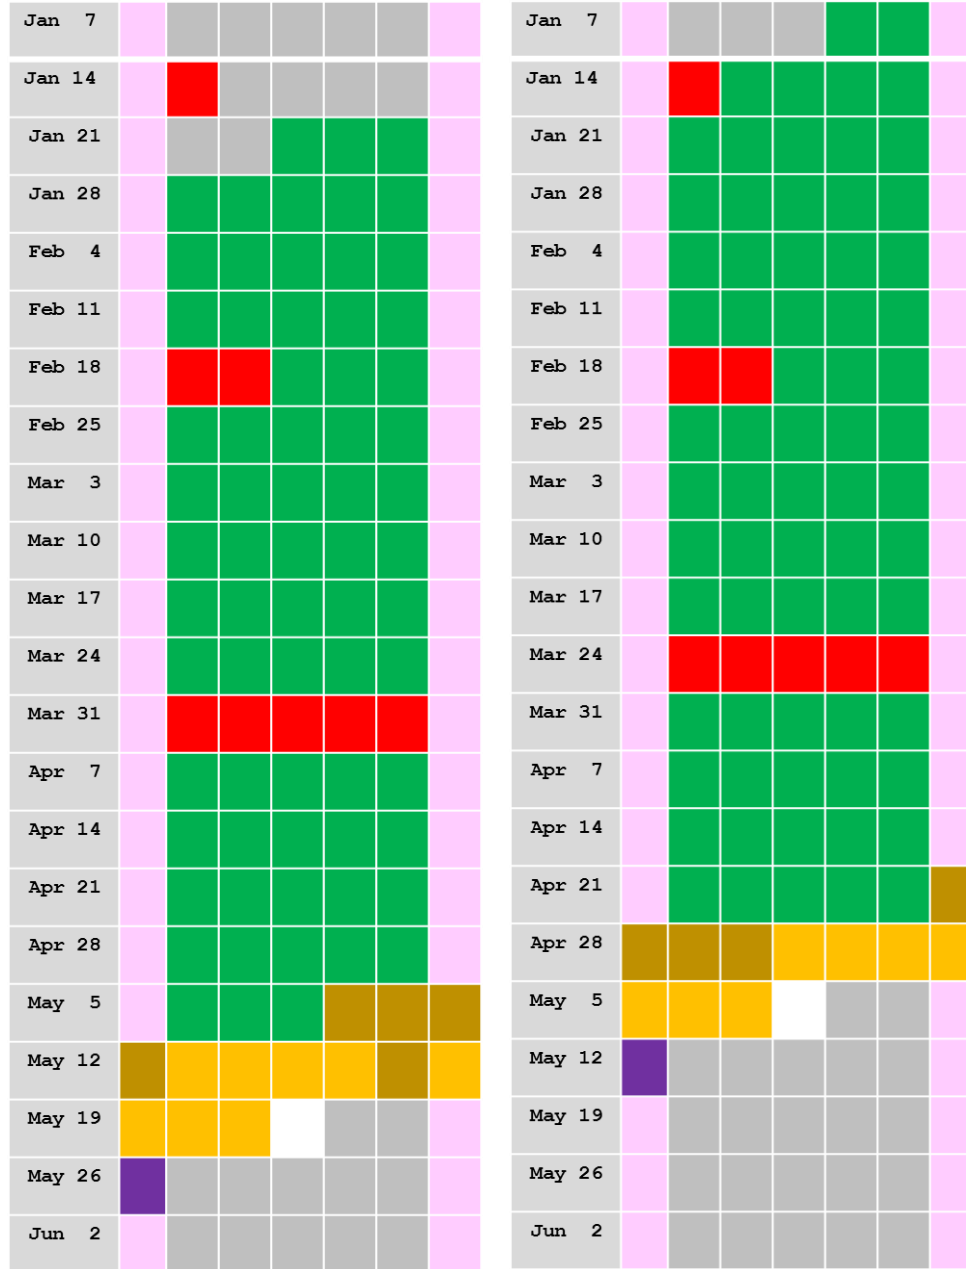 Jan 7
Jan 14
Jan 21
Jan 28
Feb 4
Feb 11
Feb 18
Feb 25
Mar 3
Mar 10
Mar 17
Mar 24
Mar 31
Apr 7
Apr 14
Apr 21
Apr 28
May 5
May 12
May 19
May 26
Jun 2
Jan 7
Jan 14
Jan 21
Jan 28
Feb 4
Feb 11
Feb 18
Feb 25
Mar 3
Mar 10
Mar 17
Mar 24
Mar 31
Apr 7
Apr 14
Apr 21
Apr 28
May 5
May 12
May 19
May 26
Jun 2